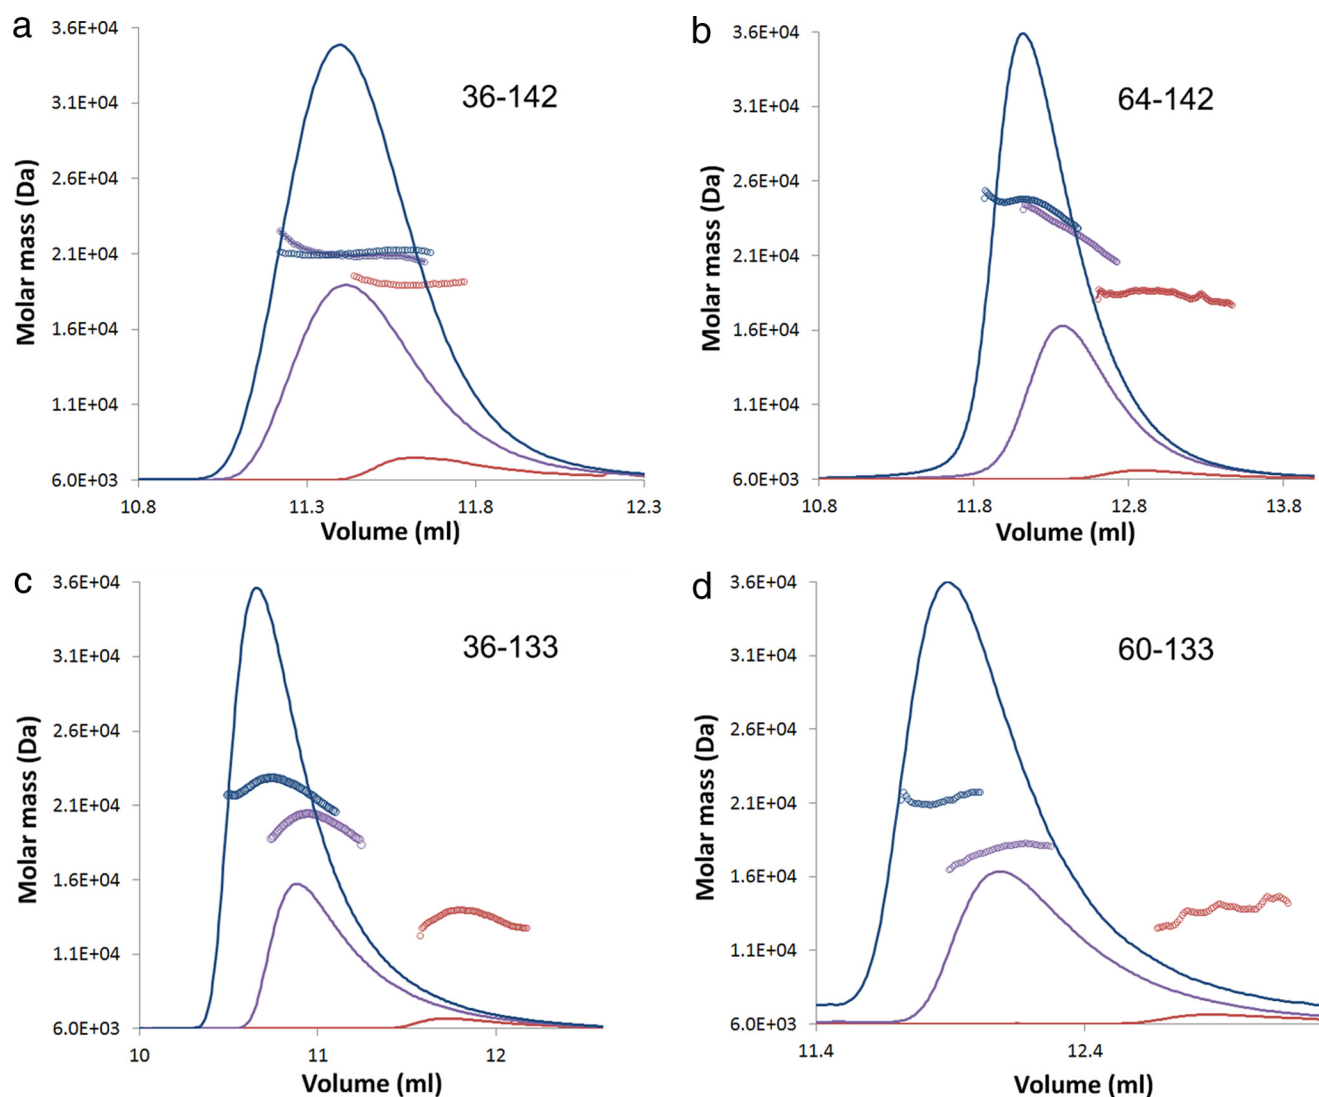 a
3.6E+04
3.1E+04
2.6E+04
2.1E+04
1.6E+04
1.1E+04
6.0E+03
Molar mass (Da)
36-142
10.8 11.3 11.8 12.3
Volume (ml)
b
3.6E+04
3.1E+04
2.6E+04
2.1E+04
1.6E+04
1.1E+04
6.0E+03
Molar mass (Da)
64-142
10.8 11.8 12.8 13.8
Volume (ml)
c
3.6E+04
3.1E+04
2.6E+04
2.1E+04
1.6E+04
1.1E+04
6.0E+03
Molar mass (Da)
36-133
10 11 12
Volume (ml)
d
3.6E+04
3.1E+04
2.6E+04
2.1E+04
1.6E+04
1.1E+04
6.0E+03
Molar mass (Da)
60-133
11.4 12.4
Volume (ml)